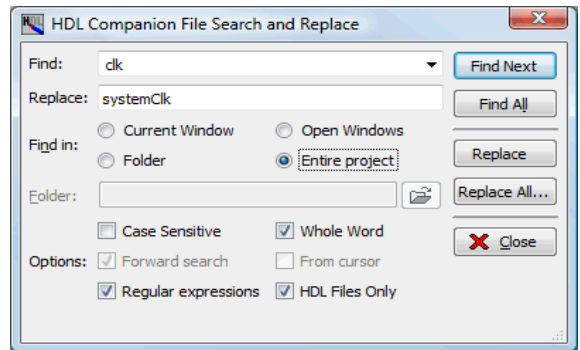 HDL HDL Companion File Search and Replace
Find: clk Find Next
Replace: systemClk Find All
Find in: Current Window Open Windows
Folder Entire project Replace
Folder: Replace All...
Case Sensitive Whole Word Close
Options: Forward search From cursor
Regular expressions HDL Files Only